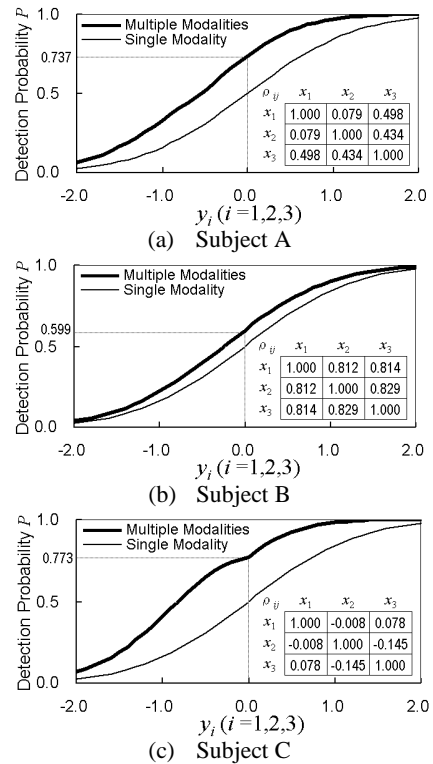 1.0
Multiple Modalities
Single Modality
0.737
0.5
0.0
Detection Probability P
ρ ij x1 x2 x3
x1 1.000 0.079 0.498
x2 0.079 1.000 0.434
x3 0.498 0.434 1.000
-2.0 -1.0 0.0 1.0 2.0
yi (i =1,2,3)
(a) Subject A
1.0
Multiple Modalities
Single Modality
0.599
0.5
0.0
Detection Probability P
ρ ij x1 x2 x3
x1 1.000 0.812 0.814
x2 0.812 1.000 0.829
x3 0.814 0.829 1.000
-2.0 -1.0 0.0 1.0 2.0
yi (i =1,2,3)
(b) Subject B
1.0
Multiple Modalities
Single Modality
0.773
0.5
0.0
Detection Probability P
ρ ij x1 x2 x3
x1 1.000 -0.008 0.078
x2 -0.008 1.000 -0.145
x3 0.078 -0.145 1.000
-2.0 -1.0 0.0 1.0 2.0
yi (i =1,2,3)
(c) Subject C